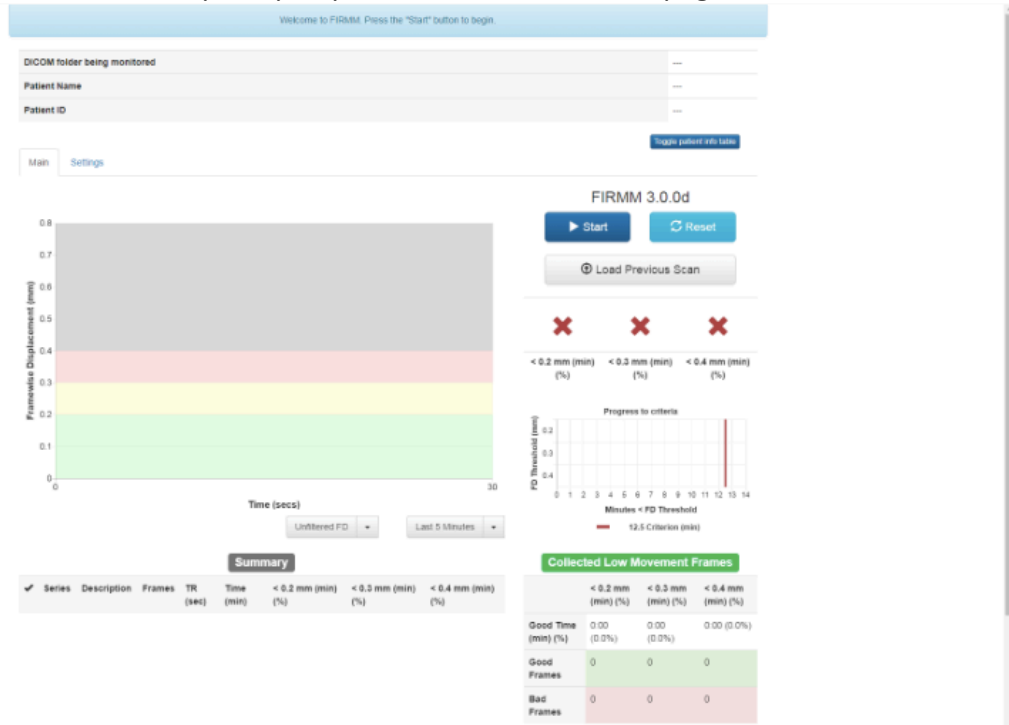 Welcome to FIRMM. Press the "Start" button to begin.
DICOM folder being monitored ---
Patient Name ---
Patient ID ---
Toggle patient info table
Main Settings
FIRMM 3.0.0d
Start Reset
Load Previous Scan
0.8
0.7
0.6
0.5
0.4
0.3
0.2
0.1
0
Framewise Displacement (mm)
0 30
Time (secs)
Unfiltered FD Last 5 Minutes
< 0.2 mm (min) < 0.3 mm (min) < 0.4 mm (min)
(%) (%) (%)
Progress to criteria
FD Threshold (mm)
0.2
0.3
0.4
0 1 2 3 4 5 6 7 8 9 10 11 12 13 14
Minutes < FD Threshold
12.5 Criterion (min)
Summary
Series Description Frames TR Time < 0.2 mm (min) < 0.3 mm (min) < 0.4 mm (min)
(sec) (min) (%) (%) (%)
Collected Low Movement Frames
< 0.2 mm < 0.3 mm < 0.4 mm
(min) (%) (min) (%) (min) (%)
Good Time 0:00 0:00 0:00 (0.0%)
(min) (%) (0.0%) (0.0%)
Good 0 0 0
Frames
Bad 0 0 0
Frames